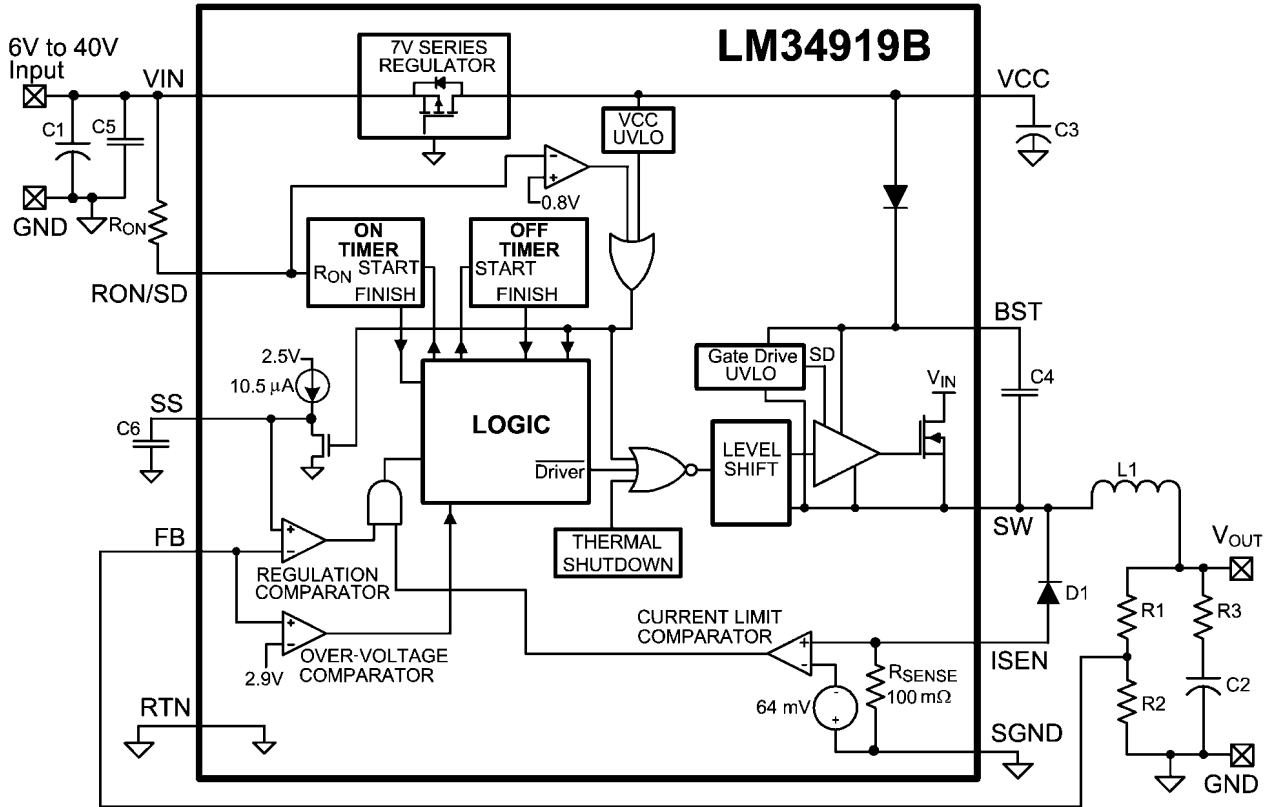 LM34919B
6V to 40V
Input
VIN
7V SERIES
REGULATOR
VCC
C1
C5
VCC
UVLO
C3
0.8V
GND
RON
ON
TIMER
RON
START
FINISH
OFF
TIMER
START
FINISH
RON/SD
BST
2.5V
10.5 µA
Gate Drive
UVLO
SD
VIN
C4
SS
C6
LOGIC
Driver
LEVEL
SHIFT
L1
SW
FB
REGULATION
COMPARATOR
THERMAL
SHUTDOWN
VOUT
D1
R1
R3
CURRENT LIMIT
COMPARATOR
OVER-VOLTAGE
COMPARATOR
2.9V
ISEN
RSENSE
100 mΩ
64 mV
R2
C2
RTN
SGND
GND
+
-
+
-
+
-
+
-
-
+